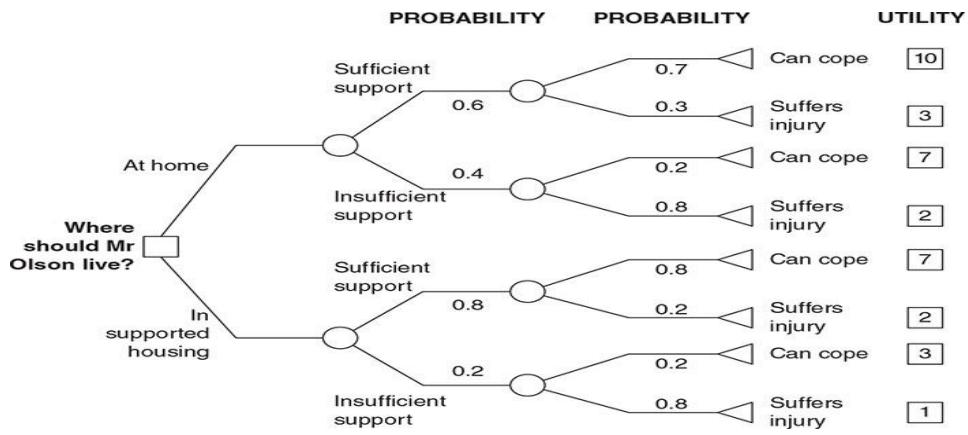 PROBABILITY PROBABILITY UTILITY
Sufficient
support
0.6
0.7
Can cope
10
0.3
Suffers
injury
3
At home
0.4
Insufficient
support
0.2
Can cope
7
0.8
Suffers
injury
2
Where
should Mr
Olson live?
In
supported
housing
Sufficient
support
0.8
0.8
Can cope
7
0.2
Suffers
injury
2
0.2
Insufficient
support
0.2
Can cope
3
0.8
Suffers
injury
1